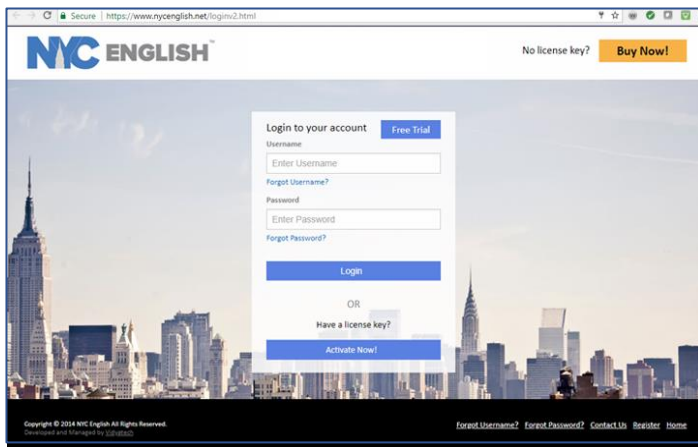 Secure | https://www.nycenglish.net/loginv2.html
NYC ENGLISH™
No license key?
Buy Now!
Login to your account
Free Trial
Username
Enter Username
Forgot Username?
Password
Enter Password
Forgot Password?
Login
OR
Have a license key?
Activate Now!
Copyright © 2014 NYC English All Rights Reserved.
Developed and Managed by Vidyatech
Forgot Username? Forgot Password? Contact Us Register Home